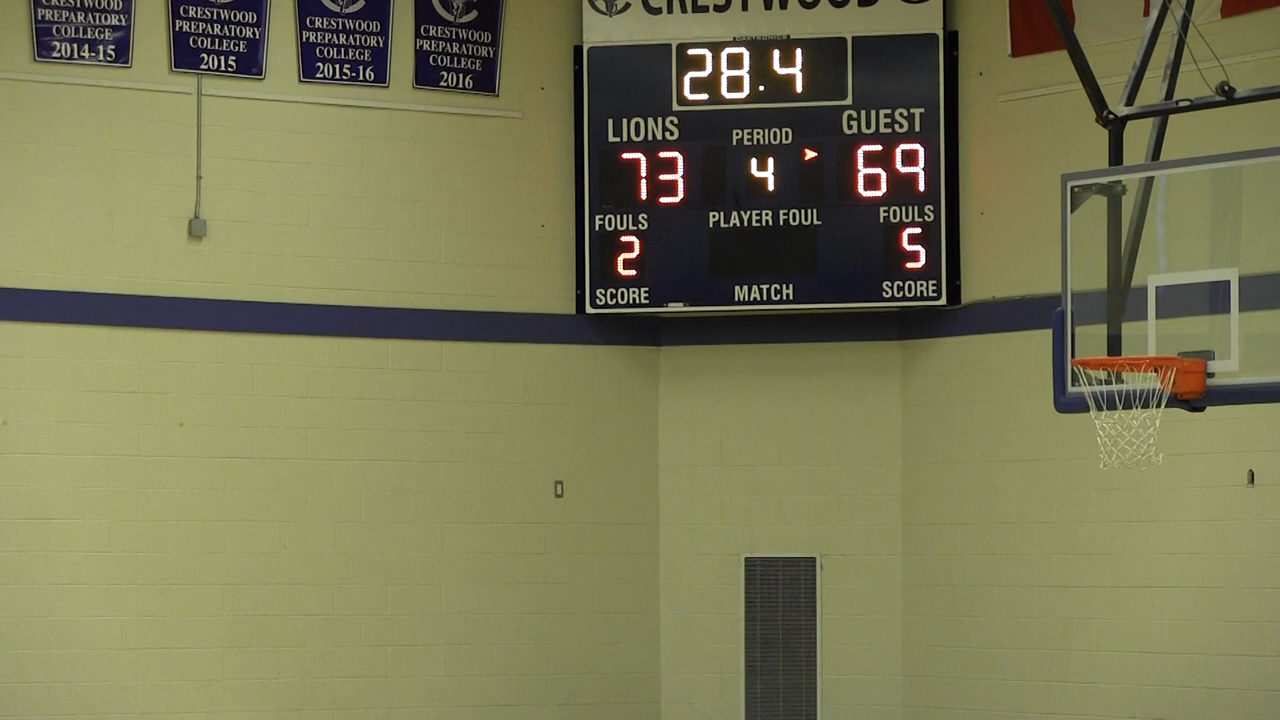 CRESTWOOD
PREPARATORY
COLLEGE
2014-15
CRESTWOOD
PREPARATORY
COLLEGE
2015
CRESTWOOD
PREPARATORY
COLLEGE
2015-16
CRESTWOOD
PREPARATORY
COLLEGE
2016
CRESTWOOD
DAKTRONICS
28.4
LIONS PERIOD GUEST
73 4 69
FOULS PLAYER FOUL FOULS
2 5
SCORE MATCH SCORE